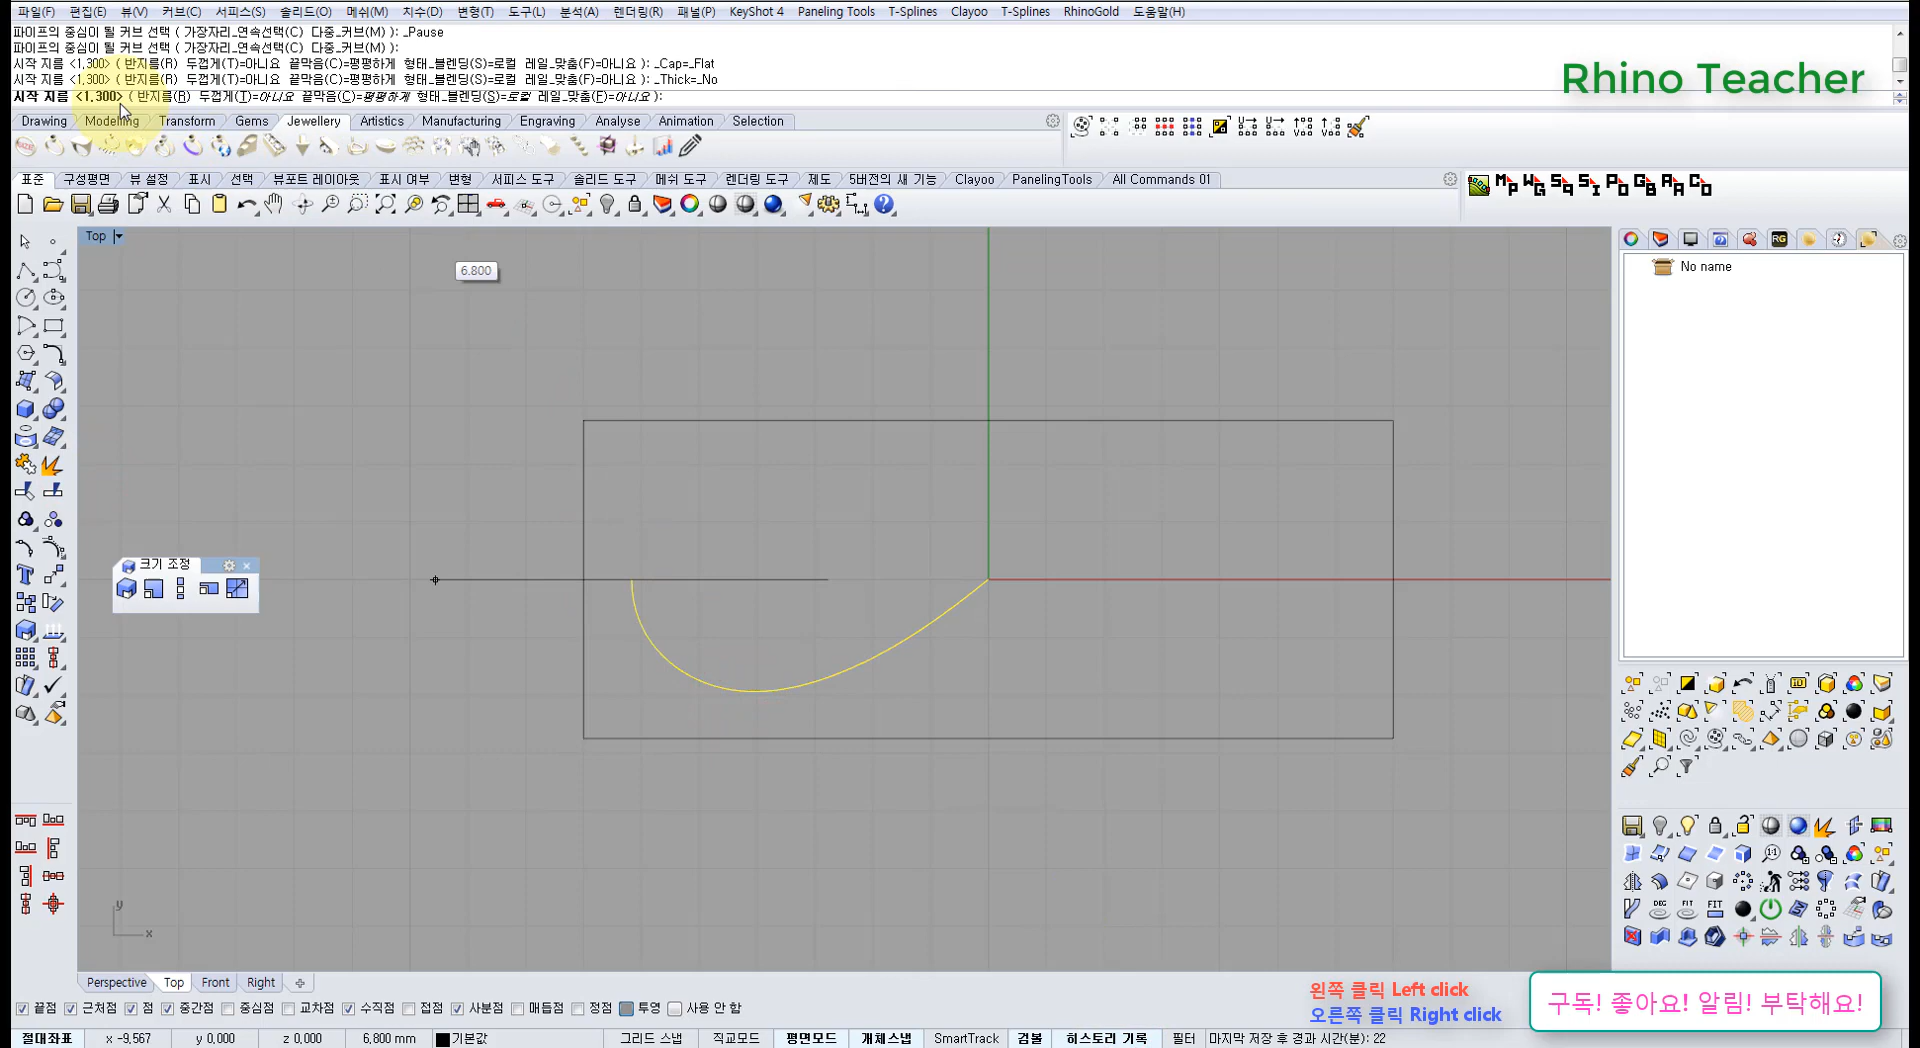 파일(F) 편집(E) 뷰(V) 커브(C) 서피스(S) 솔리드(O) 메쉬(M) 치수(D) 변형(T) 도구(L) 분석(A) 렌더링(R) 패널(P) KeyShot 4 Paneling Tools T-Splines Clayoo T-Splines RhinoGold 도움말(H)
파이프의 중심이 될 커브 선택 ( 가장자리_연속선택(C) 다중_커브(M) ): _Pause
파이프의 중심이 될 커브 선택 ( 가장자리_연속선택(C) 다중_커브(M) ):
시작 지름 <1,300> ( 반지름(R) 두껍게(T)=아니요 끝막음(C)=평평하게 형태_블렌딩(S)=로컬 레일_맞춤(F)=아니요 ): _Cap=_Flat
시작 지름 <1,300> ( 반지름(R) 두껍게(T)=아니요 끝막음(C)=평평하게 형태_블렌딩(S)=로컬 레일_맞춤(F)=아니요 ): _Thick=_No
시작 지름 <1,300> ( 반지름(R) 두껍게(T)=아니요 끝막음(C)=평평하게 형태_블렌딩(S)=로컬 레일_맞춤(F)=아니요 ):
Rhino Teacher
Drawing Modeling Transform Gems Jewellery Artistics Manufacturing Engraving Analyse Animation Selection
표준 구성평면 뷰 설정 표시 선택 뷰포트 레이아웃 표시 여부 변형 서피스 도구 솔리드 도구 메쉬 도구 렌더링 도구 제도 5버전의 새 기능 Clayoo PanelingTools All Commands 01
Top
6.800
No name
크기 조정
y
x
Perspective Top Front Right
끝점 근처점 점 중간점 중심점 교차점 수직점 접점 사분점 매듭점 정점 투영 사용 안 함
왼쪽 클릭 Left click
오른쪽 클릭 Right click
구독! 좋아요! 알림! 부탁해요!
절대좌표 x -9,567 y 0,000 z 0,000 6,800 mm 기본값 그리드 스냅 직교모드 평면모드 개체스냅 SmartTrack 검볼 히스토리 기록 필터 마지막 저장 후 경과 시간(분): 22